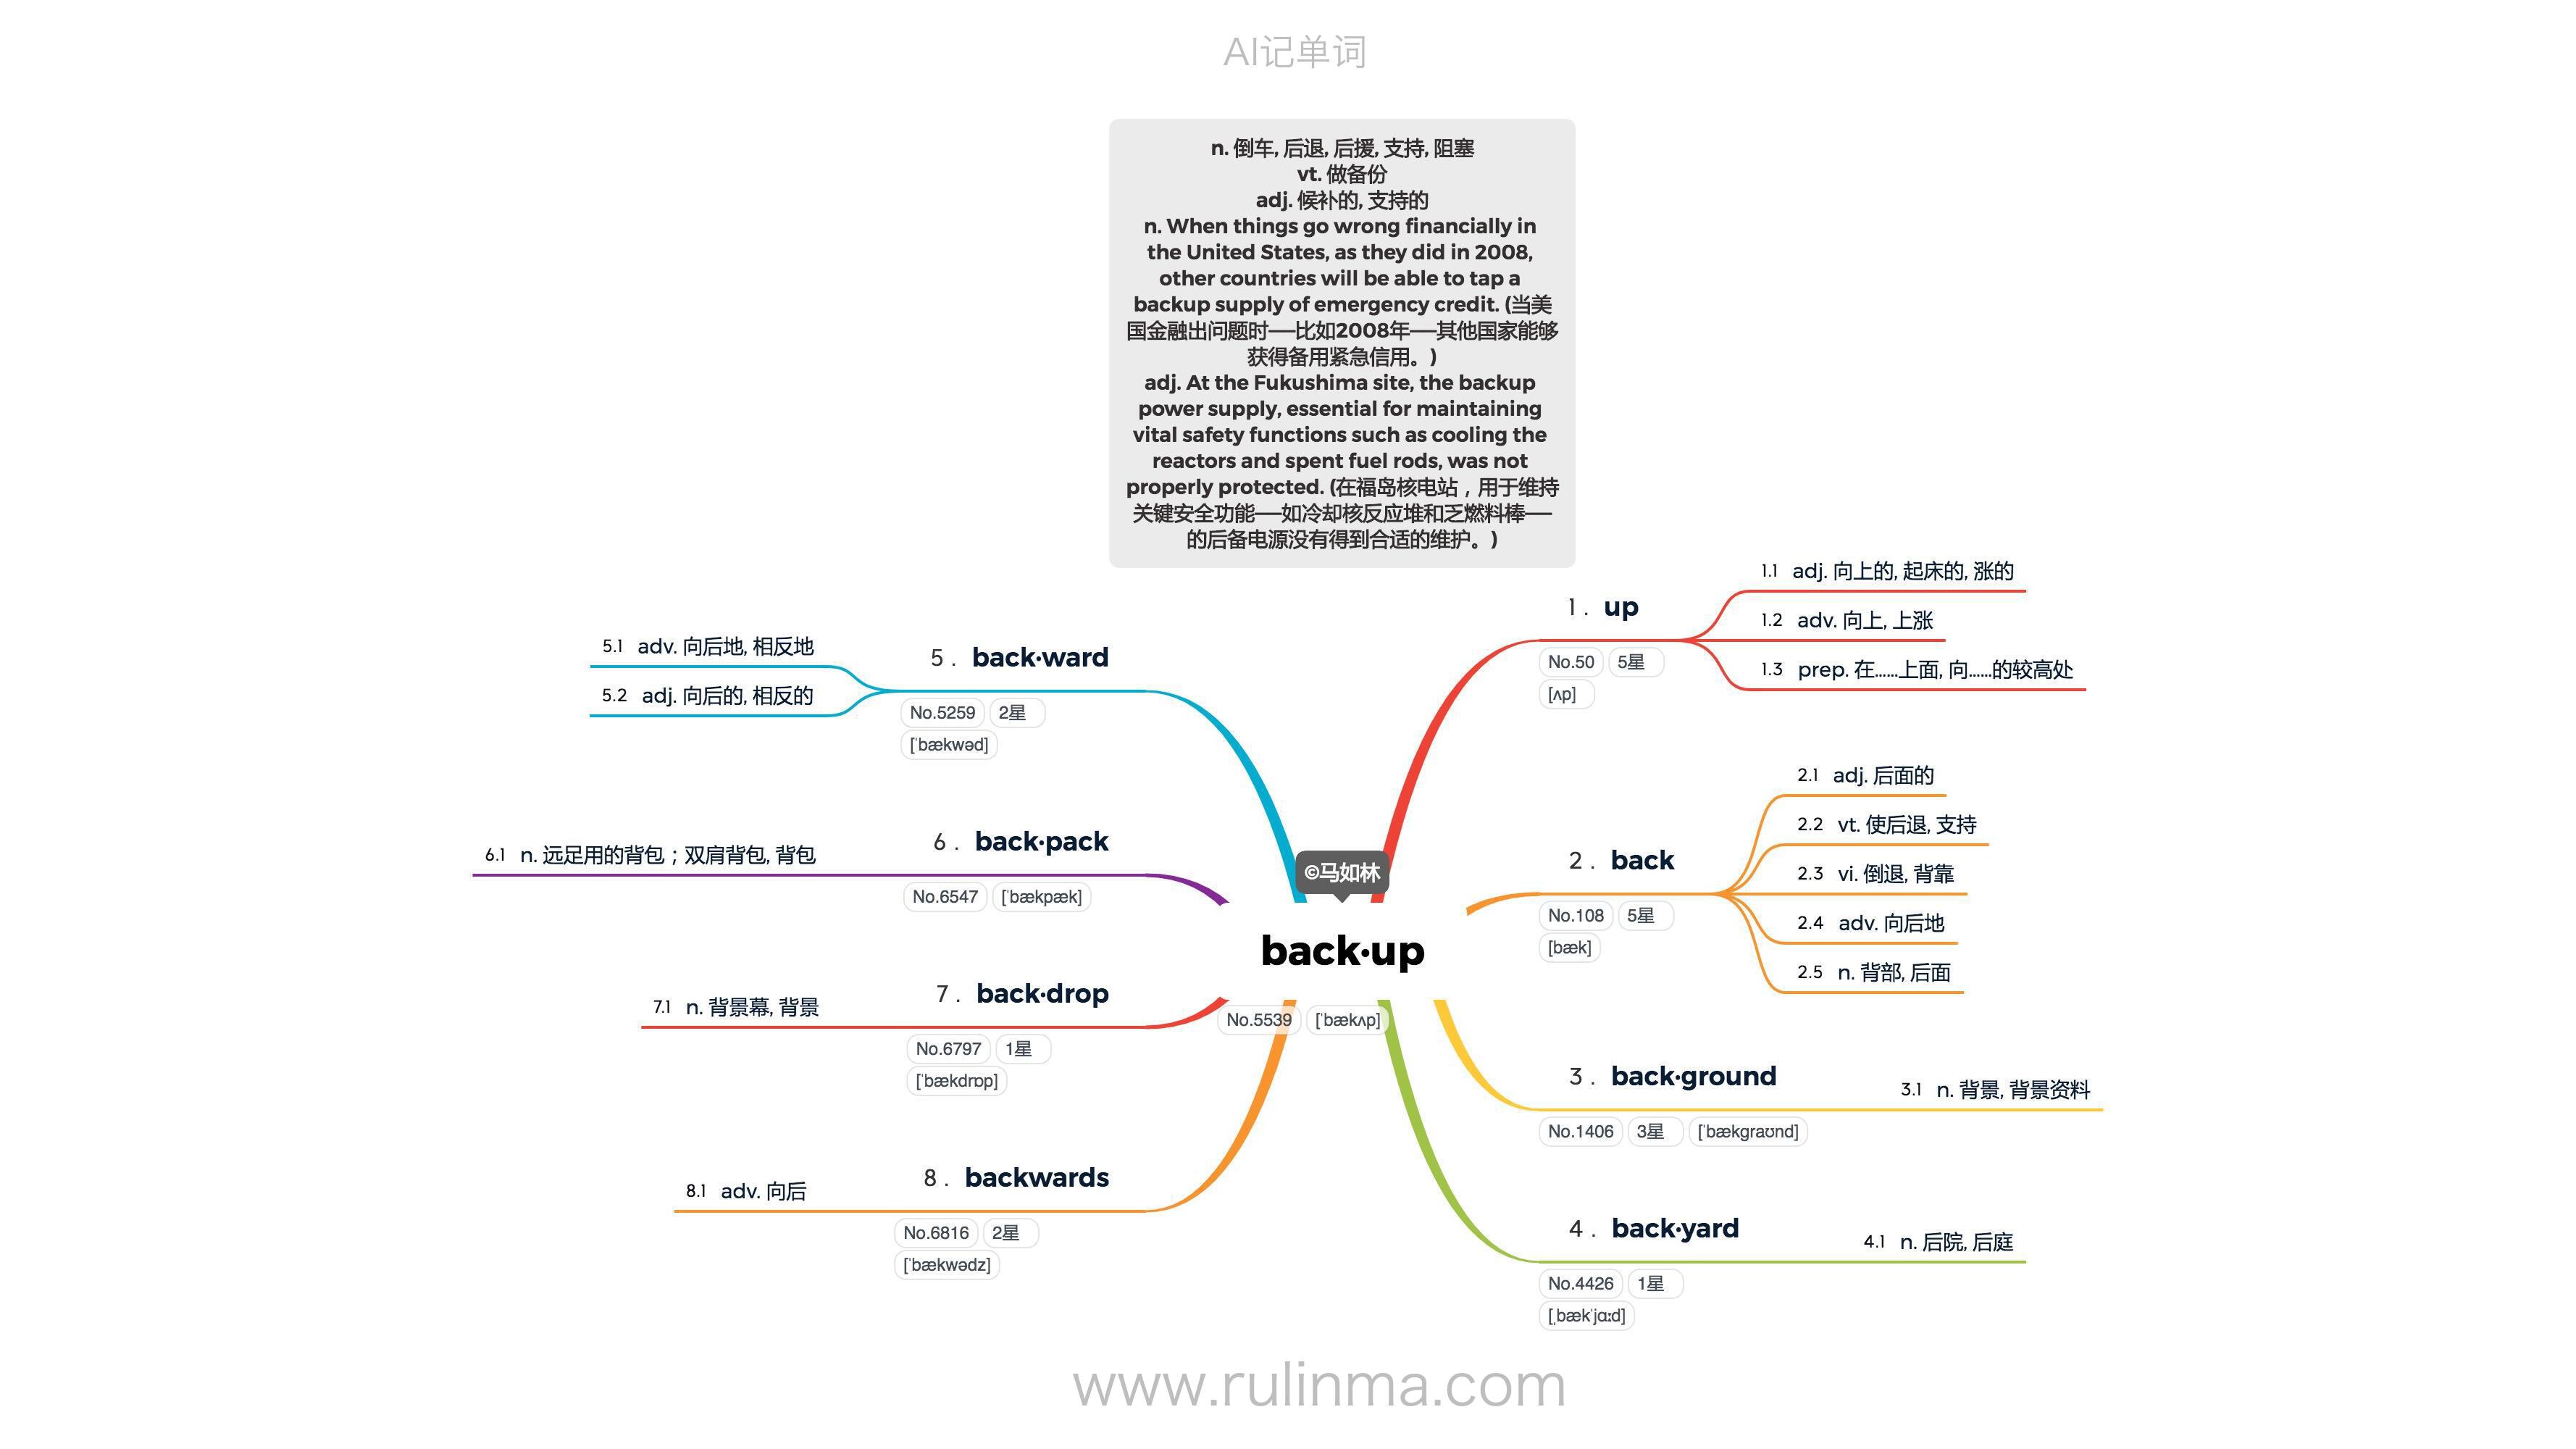 AI记单词
n. 倒车, 后退, 后援, 支持, 阻塞
vt. 做备份
adj. 候补的, 支持的
n. When things go wrong financially in
the United States, as they did in 2008,
other countries will be able to tap a
backup supply of emergency credit. (当美
国金融出问题时——比如2008年——其他国家能够
获得备用紧急信用。)
adj. At the Fukushima site, the backup
power supply, essential for maintaining
vital safety functions such as cooling the
reactors and spent fuel rods, was not
properly protected. (在福岛核电站，用于维持
关键安全功能——如冷却核反应堆和乏燃料棒——
的后备电源没有得到合适的维护。)
©马如林
back·up
No.5539 [ˈbækʌp]
1. up
No.50 5星
[ʌp]
1.1 adj. 向上的, 起床的, 涨的
1.2 adv. 向上, 上涨
1.3 prep. 在……上面, 向……的较高处
2. back
No.108 5星
[bæk]
2.1 adj. 后面的
2.2 vt. 使后退, 支持
2.3 vi. 倒退, 背靠
2.4 adv. 向后地
2.5 n. 背部, 后面
3. back·ground
No.1406 3星 [ˈbækɡraʊnd]
3.1 n. 背景, 背景资料
4. back·yard
No.4426 1星
[ˌbækˈjɑːd]
4.1 n. 后院, 后庭
5. back·ward
No.5259 2星
[ˈbækwəd]
5.1 adv. 向后地, 相反地
5.2 adj. 向后的, 相反的
6. back·pack
No.6547 [ˈbækpæk]
6.1 n. 远足用的背包；双肩背包, 背包
7. back·drop
No.6797 1星
[ˈbækdrɒp]
7.1 n. 背景幕, 背景
8. backwards
No.6816 2星
[ˈbækwədz]
8.1 adv. 向后
www.rulinma.com